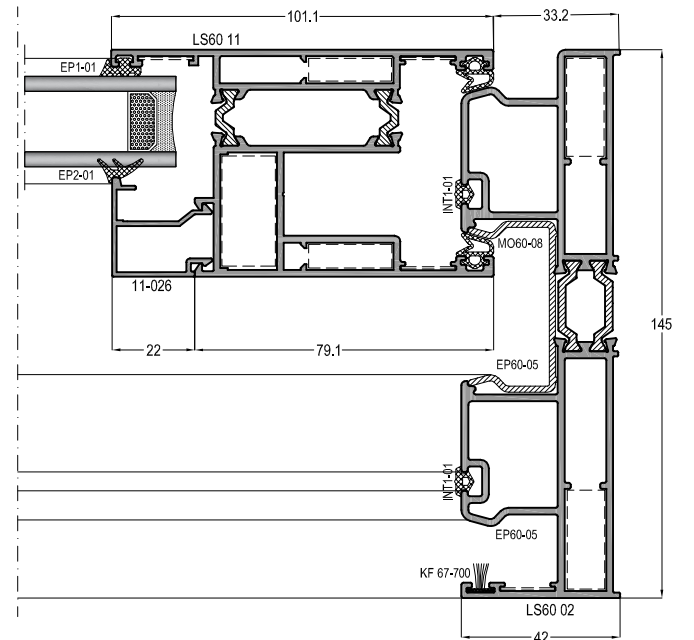 101.1
33.2
LS60 11
EP1-01
EP2-01
INT1-01
MO60-08
11-026
22
79.1
145
EP60-05
INT1-01
EP60-05
KF 67-700
LS60 02
42